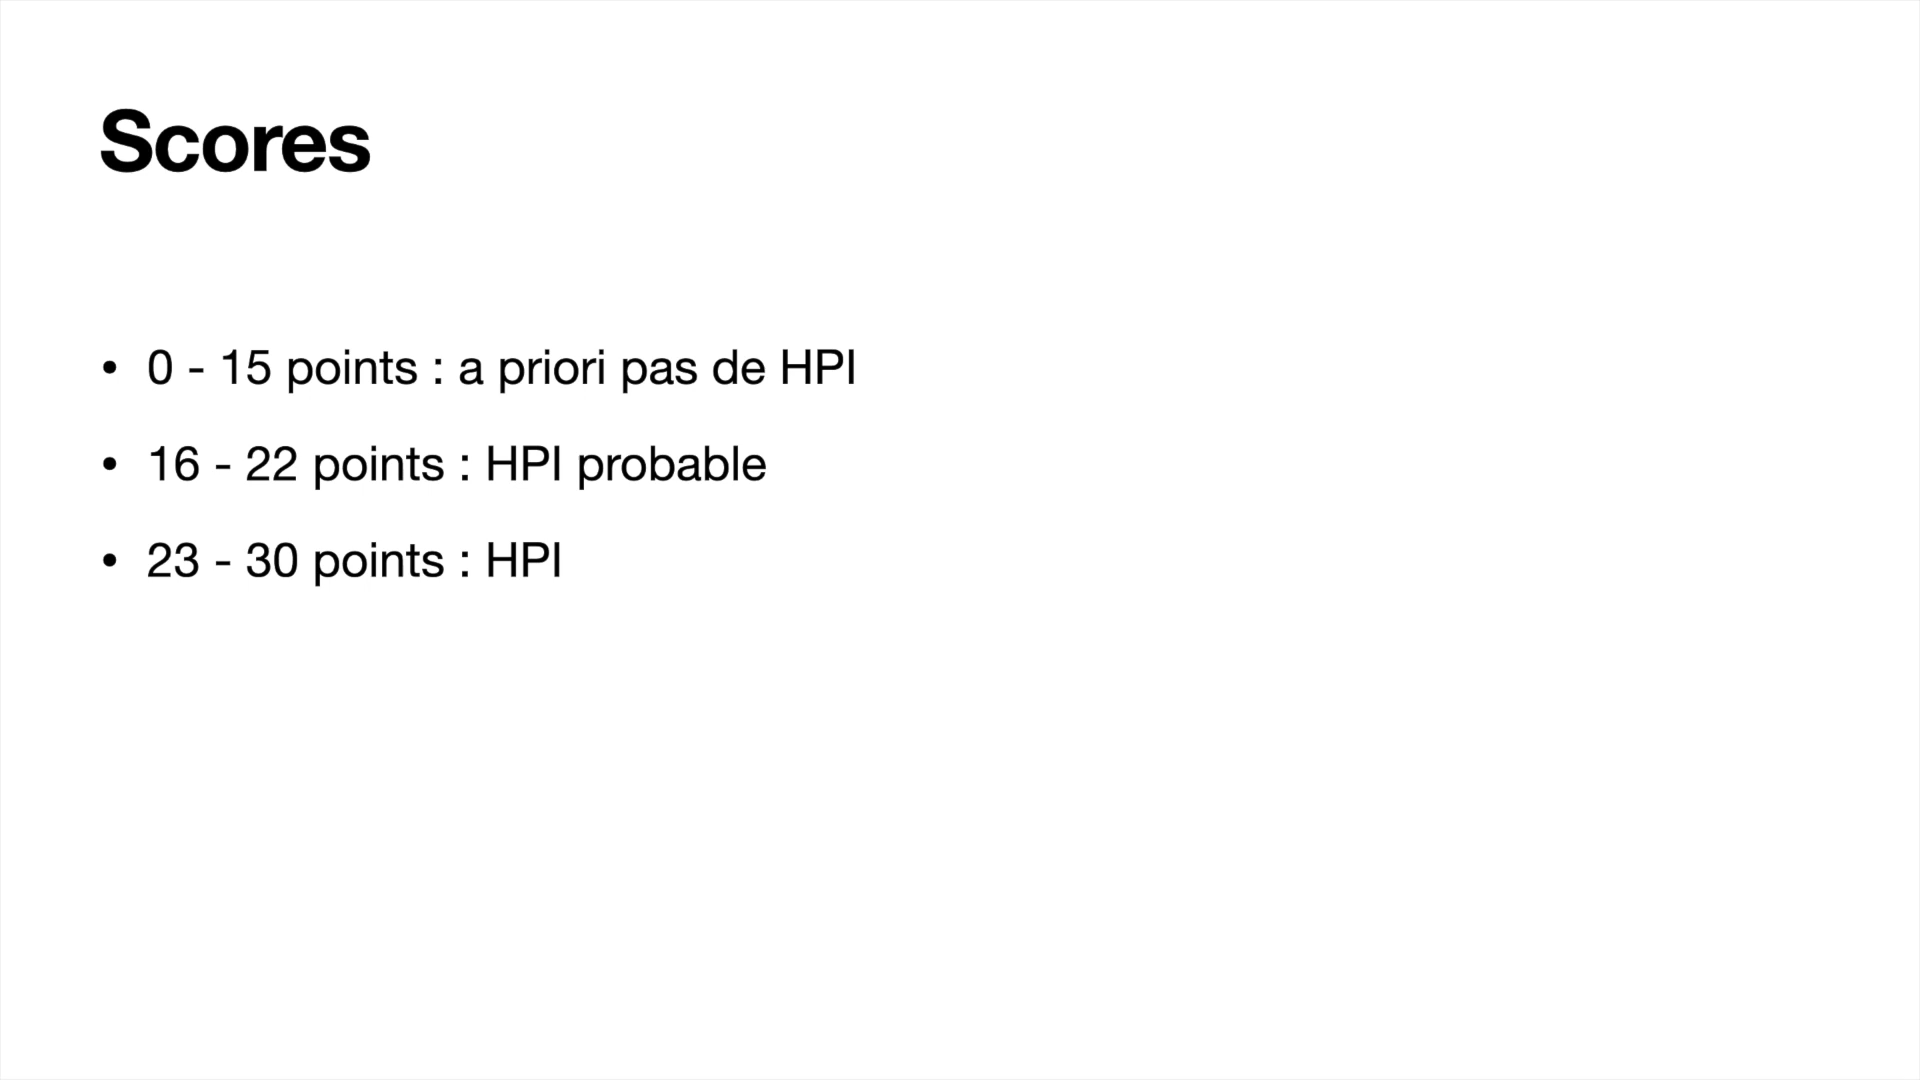 Scores
• 0 - 15 points : a priori pas de HPI
• 16 - 22 points : HPI probable
• 23 - 30 points : HPI